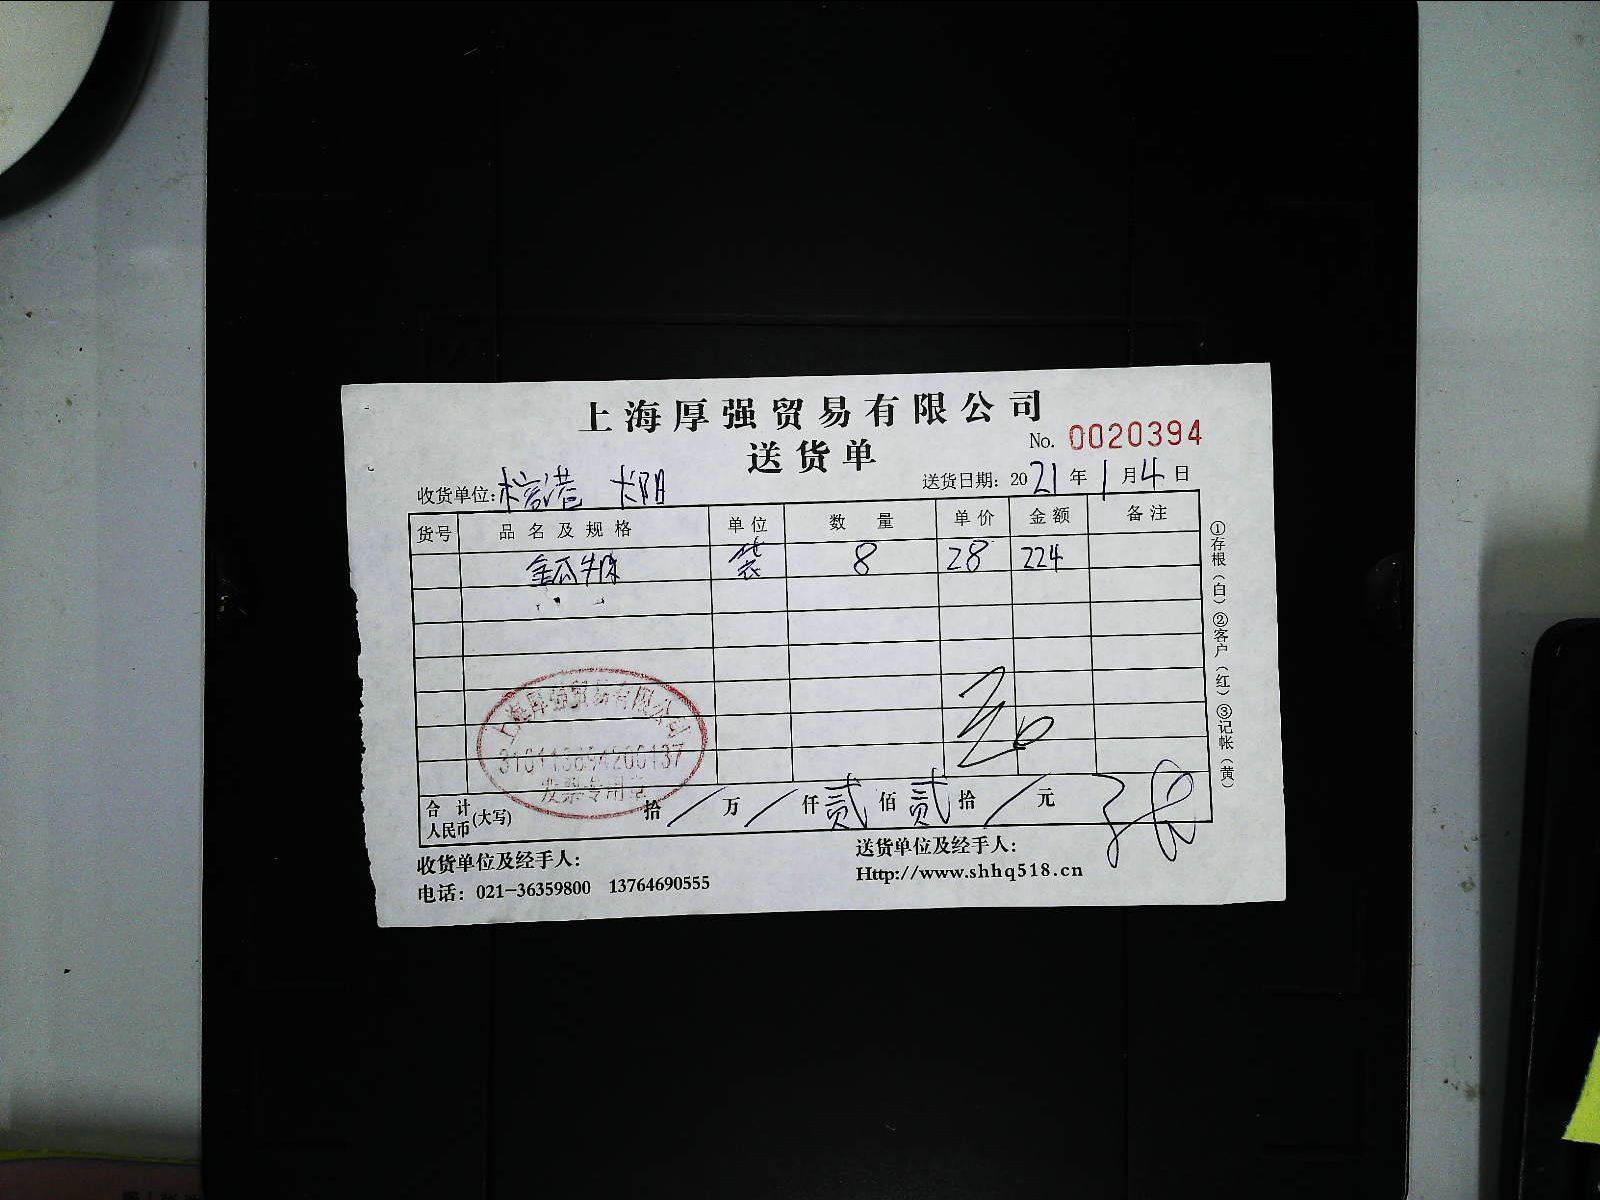 上海厚强贸易有限公司
送货单
No. 0020394
收货单位: 港 长阳
送货日期: 2021年1月4日
货号 品名及规格 单位 数量 单价 金额 备注
金瓜 袋 8 28 224
上海厚强贸易有限公司
310113694200137
发票专用章
合计人民币(大写) 拾/万/仟贰佰贰拾/元
收货单位及经手人:
送货单位及经手人:
电话: 021-36359800 13764690555
Http://www.shhq518.cn
①存根(白)②客户(红)③记帐(黄)